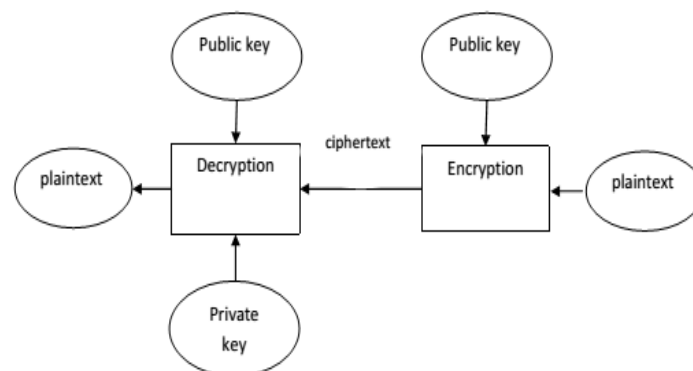 Public key
Public key
ciphertext
Decryption
Encryption
plaintext
plaintext
Private
key